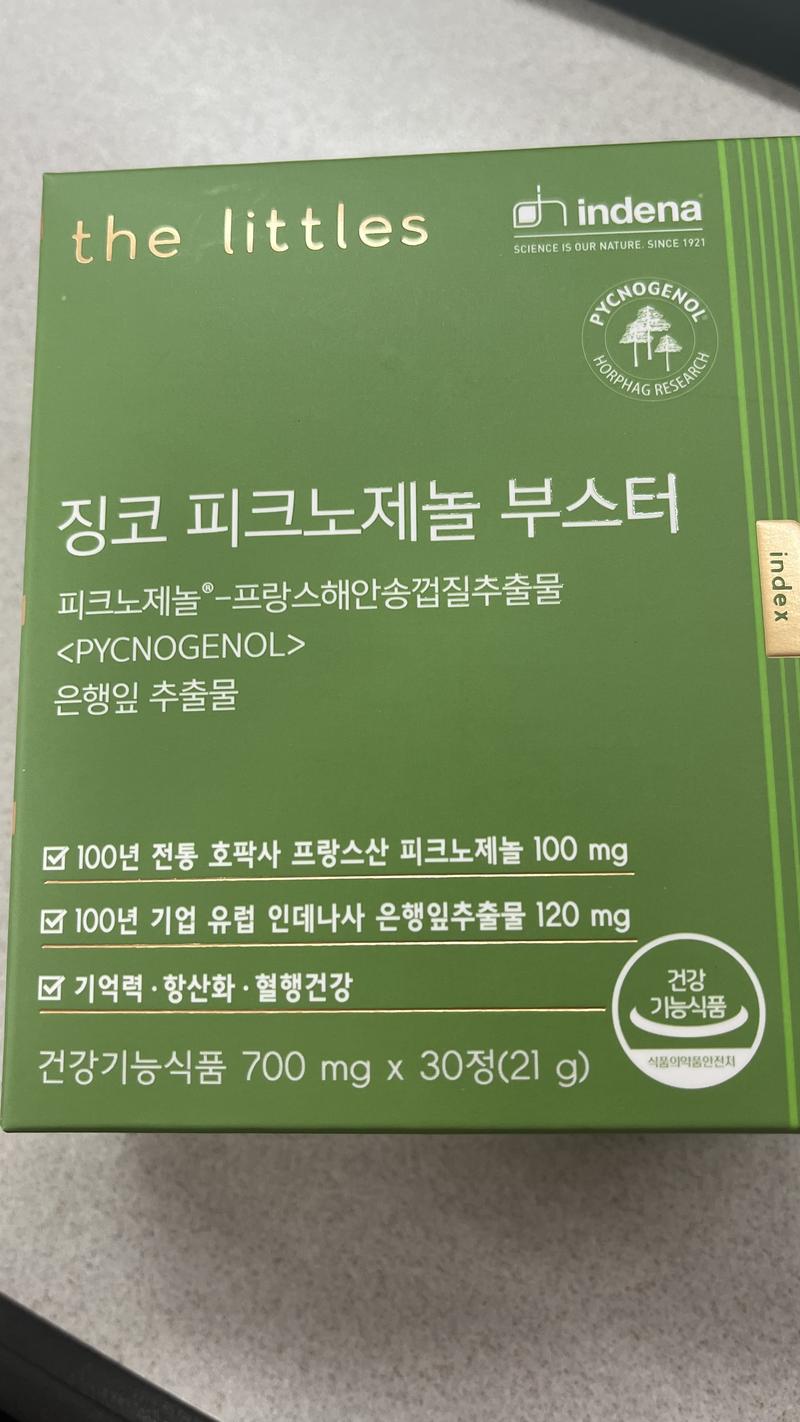 the littles
indena
SCIENCE IS OUR NATURE. SINCE 1921
PYCNOGENOL®
HORPHAG RESEARCH
징코 피크노제놀 부스터
피크노제놀®-프랑스해안송껍질추출물
<PYCNOGENOL>
은행잎 추출물
index
100년 전통 호팍사 프랑스산 피크노제놀 100 mg
100년 기업 유럽 인데나사 은행잎추출물 120 mg
기억력·항산화·혈행건강
건강
기능식품
식품의약품안전처
건강기능식품 700 mg x 30정(21 g)